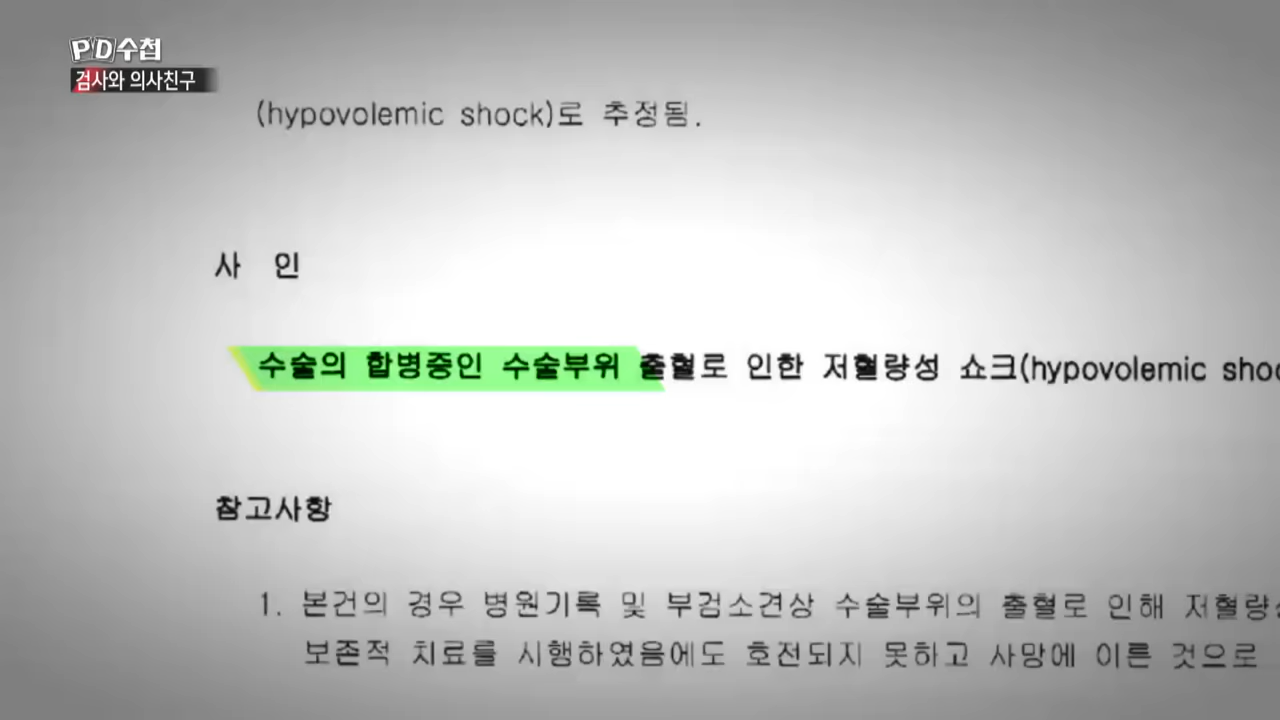 PD수첩
검사와 의사친구
(hypovolemic shock)로 추정됨.
사 인
수술의 합병증인 수술부위 출혈로 인한 저혈량성 쇼크(hypovolemic shoc
참고사항
1. 본건의 경우 병원기록 및 부검소견상 수술부위의 출혈로 인해 저혈량성
보존적 치료를 시행하였음에도 호전되지 못하고 사망에 이른 것으로